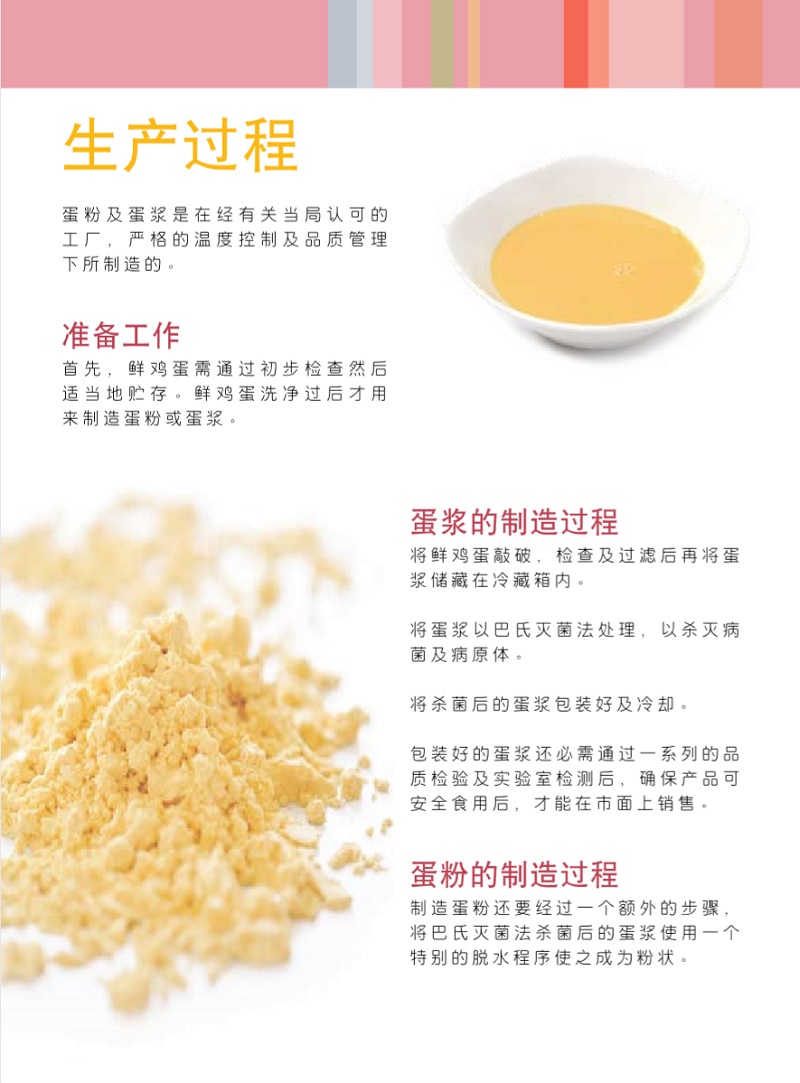 生产过程
蛋粉及蛋浆是在经有关当局认可的
工厂，严格的温度控制及品质管理
下所制造的。
准备工作
首先，鲜鸡蛋需通过初步检查然后
适当地贮存。鲜鸡蛋洗净过后才用
来制造蛋粉或蛋浆。
蛋浆的制造过程
将鲜鸡蛋敲破，检查及过滤后再将蛋
浆储藏在冷藏箱内。
将蛋浆以巴氏灭菌法处理，以杀灭病
菌及病原体。
将杀菌后的蛋浆包装好及冷却。
包装好的蛋浆还必需通过一系列的品
质检验及实验室检测后，确保产品可
安全食用后，才能在市面上销售。
蛋粉的制造过程
制造蛋粉还要经过一个额外的步骤，
将巴氏灭菌法杀菌后的蛋浆使用一个
特别的脱水程序使之成为粉状。